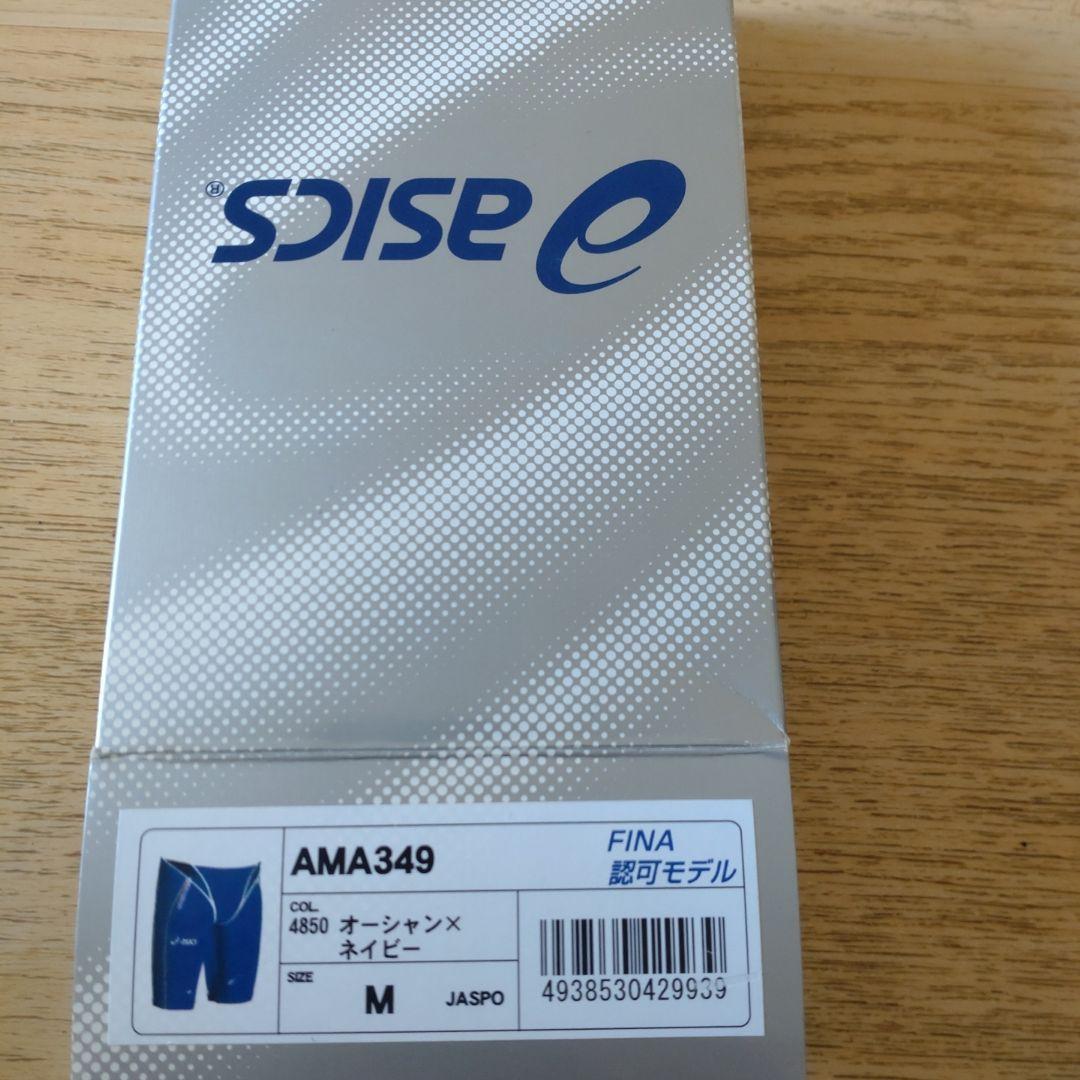 asics®
AMA349
FINA
認可モデル
COL.
4850 オーシャン×
ネイビー
SIZE
M
JASPO
4938530429939